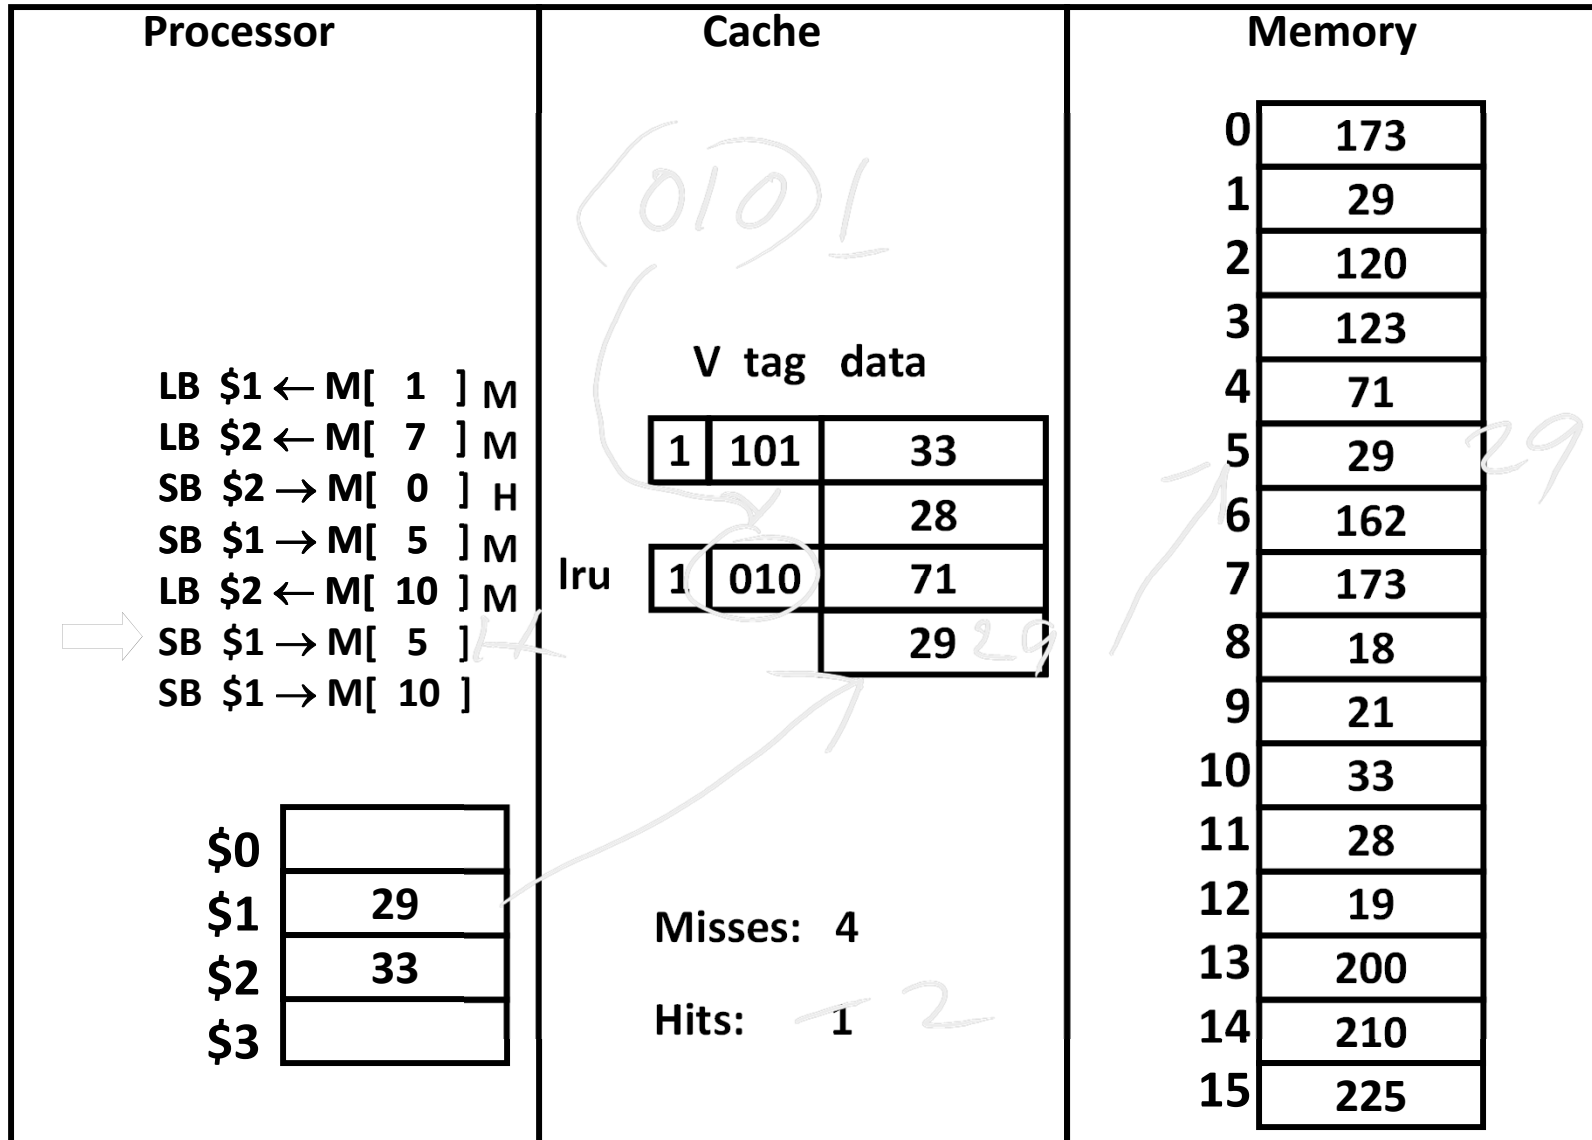 Processor
LB $1 ← M[ 1 ] M
LB $2 ← M[ 7 ] M
SB $2 → M[ 0 ] H
SB $1 → M[ 5 ] M
LB $2 ← M[ 10 ] M
SB $1 → M[ 5 ] H
SB $1 → M[ 10 ]
$0
$1 29
$2 33
$3
Cache
(010)1
V tag data
1 101 33
28
lru 1 010 71
29 29
Misses: 4
Hits: 1 2
Memory
0 173
1 29
2 120
3 123
4 71
5 29 29
6 162
7 173
8 18
9 21
10 33
11 28
12 19
13 200
14 210
15 225